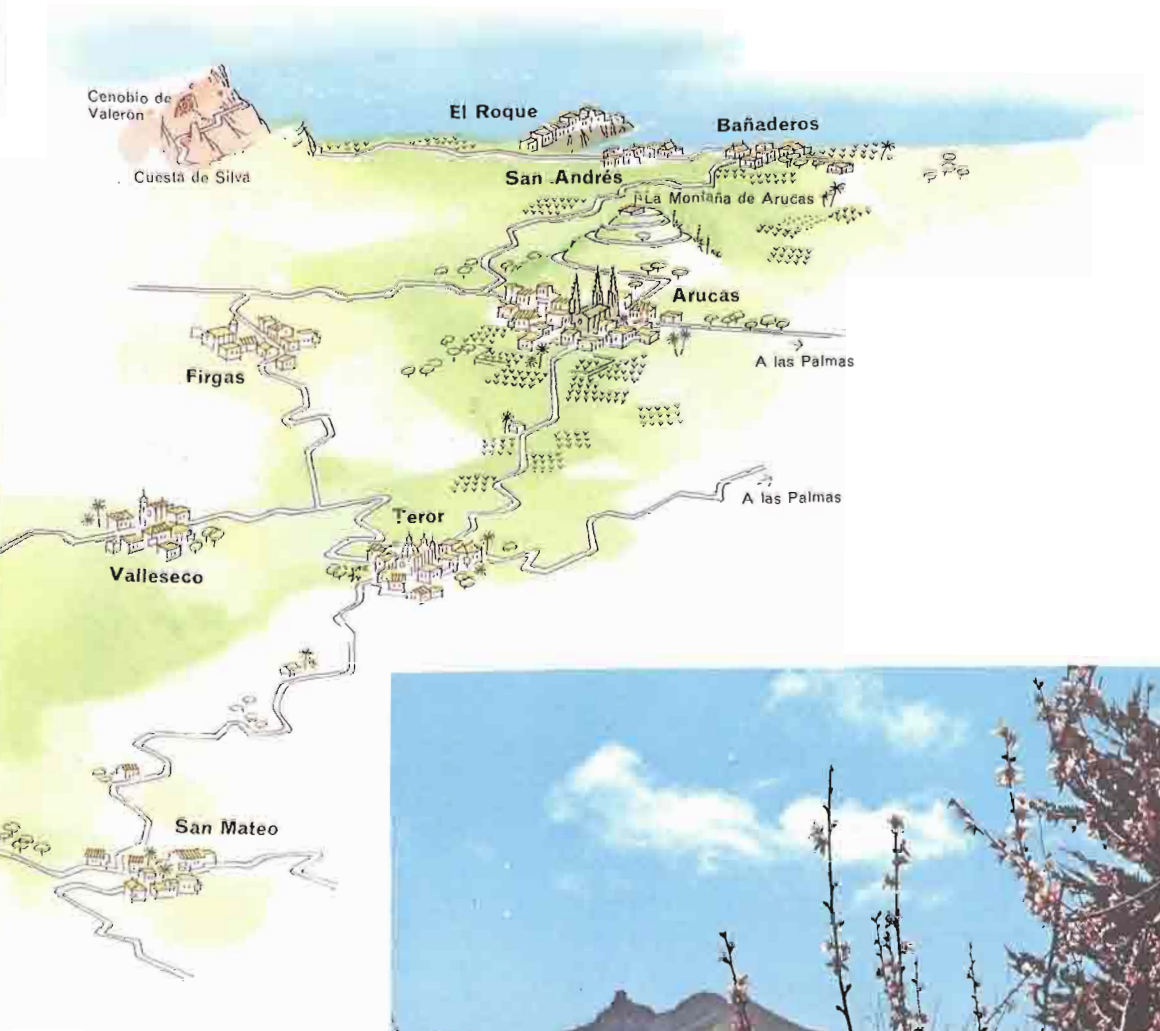 Cenobio de
Valerón
El Roque
Bañaderos
Cuesta de Silva
San Andrés
La Montaña de Arucas
Arucas
A las Palmas
Firgas
A las Palmas
Teror
Valleseco
San Mateo